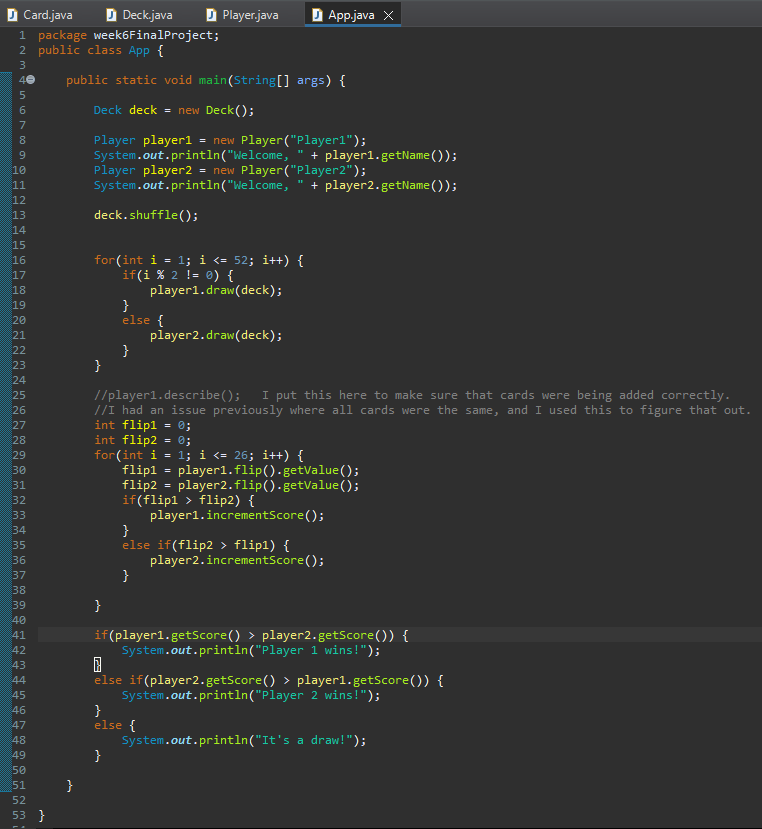 Card.java Deck.java Player.java App.java
1 package week6FinalProject;
2 public class App {
3
4 public static void main(String[] args) {
5
6 Deck deck = new Deck();
7
8 Player player1 = new Player("Player1");
9 System.out.println("Welcome, " + player1.getName());
10 Player player2 = new Player("Player2");
11 System.out.println("Welcome, " + player2.getName());
12
13 deck.shuffle();
14
15
16 for(int i = 1; i <= 52; i++) {
17 if(i % 2 != 0) {
18 player1.draw(deck);
19 }
20 else {
21 player2.draw(deck);
22 }
23 }
24
25 //player1.describe();   I put this here to make sure that cards were being added correctly.
26 //I had an issue previously where all cards were the same, and I used this to figure that out.
27 int flip1 = 0;
28 int flip2 = 0;
29 for(int i = 1; i <= 26; i++) {
30 flip1 = player1.flip().getValue();
31 flip2 = player2.flip().getValue();
32 if(flip1 > flip2) {
33 player1.incrementScore();
34 }
35 else if(flip2 > flip1) {
36 player2.incrementScore();
37 }
38
39 }
40
41 if(player1.getScore() > player2.getScore()) {
42 System.out.println("Player 1 wins!");
43 }
44 else if(player2.getScore() > player1.getScore()) {
45 System.out.println("Player 2 wins!");
46 }
47 else {
48 System.out.println("It's a draw!");
49 }
50
51 }
52
53 }